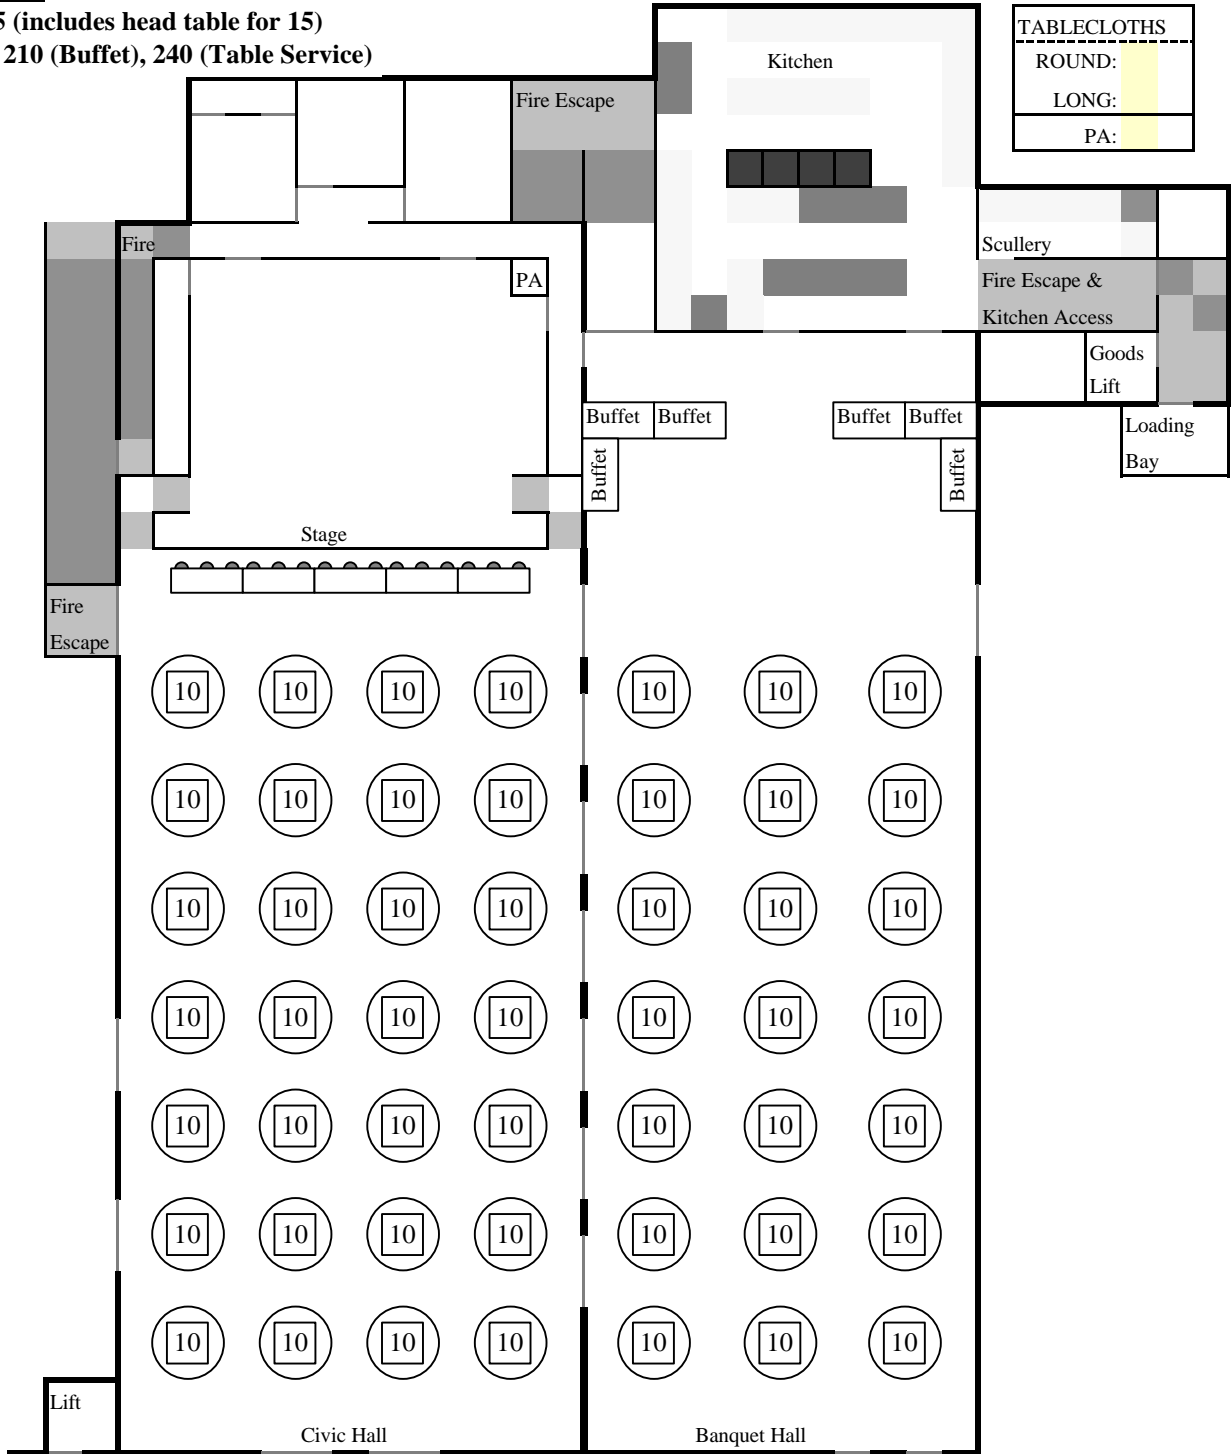 5 (includes head table for 15)
210 (Buffet), 240 (Table Service)
TABLECLOTHS
ROUND:
LONG:
PA:
Kitchen
Fire Escape
Fire
PA
Scullery
Fire Escape &
Kitchen Access
Goods
Lift
Loading
Bay
Buffet Buffet Buffet Buffet
Buffet Buffet
Stage
Fire
Escape
10 10 10 10 10 10 10
10 10 10 10 10 10 10
10 10 10 10 10 10 10
10 10 10 10 10 10 10
10 10 10 10 10 10 10
10 10 10 10 10 10 10
10 10 10 10 10 10 10
Lift
Civic Hall Banquet Hall